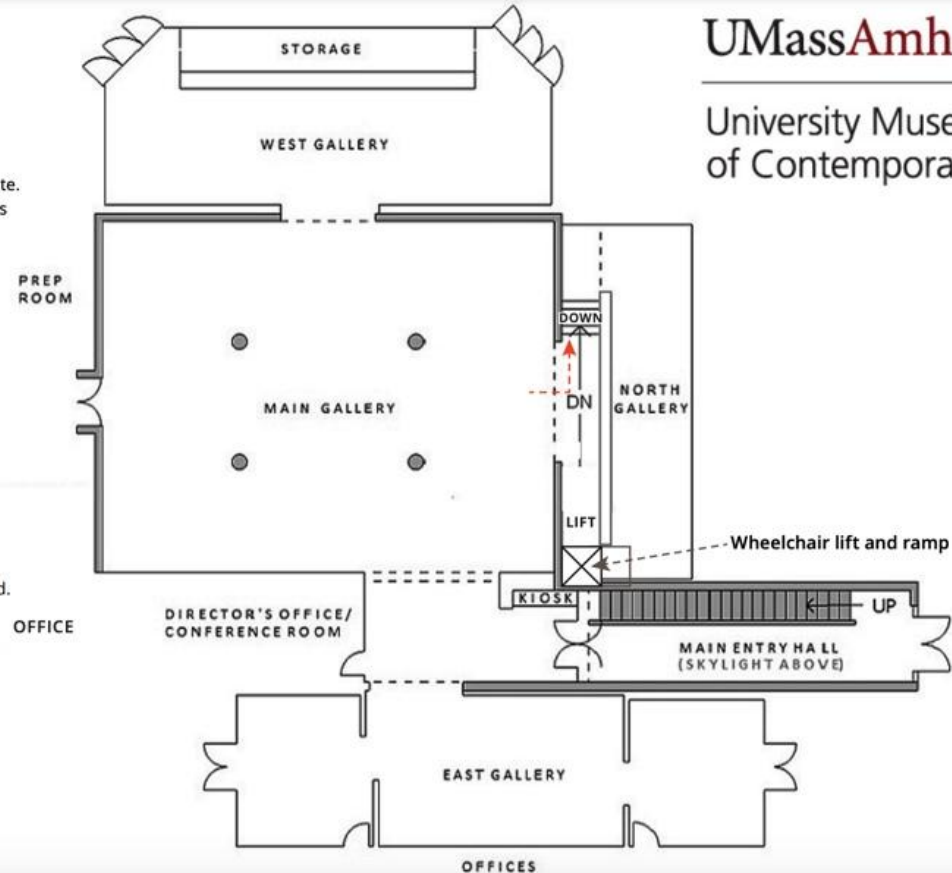 STORAGE
UMassAmh
University Muse
of Contempora
WEST GALLERY
te.
s
PREP
ROOM
DOWN
DN
NORTH
GALLERY
MAIN GALLERY
LIFT
Wheelchair lift and ramp
d.
KIOSK
UP
DIRECTOR'S OFFICE/
CONFERENCE ROOM
OFFICE
MAIN ENTRY HALL
(SKYLIGHT ABOVE)
EAST GALLERY
OFFICES